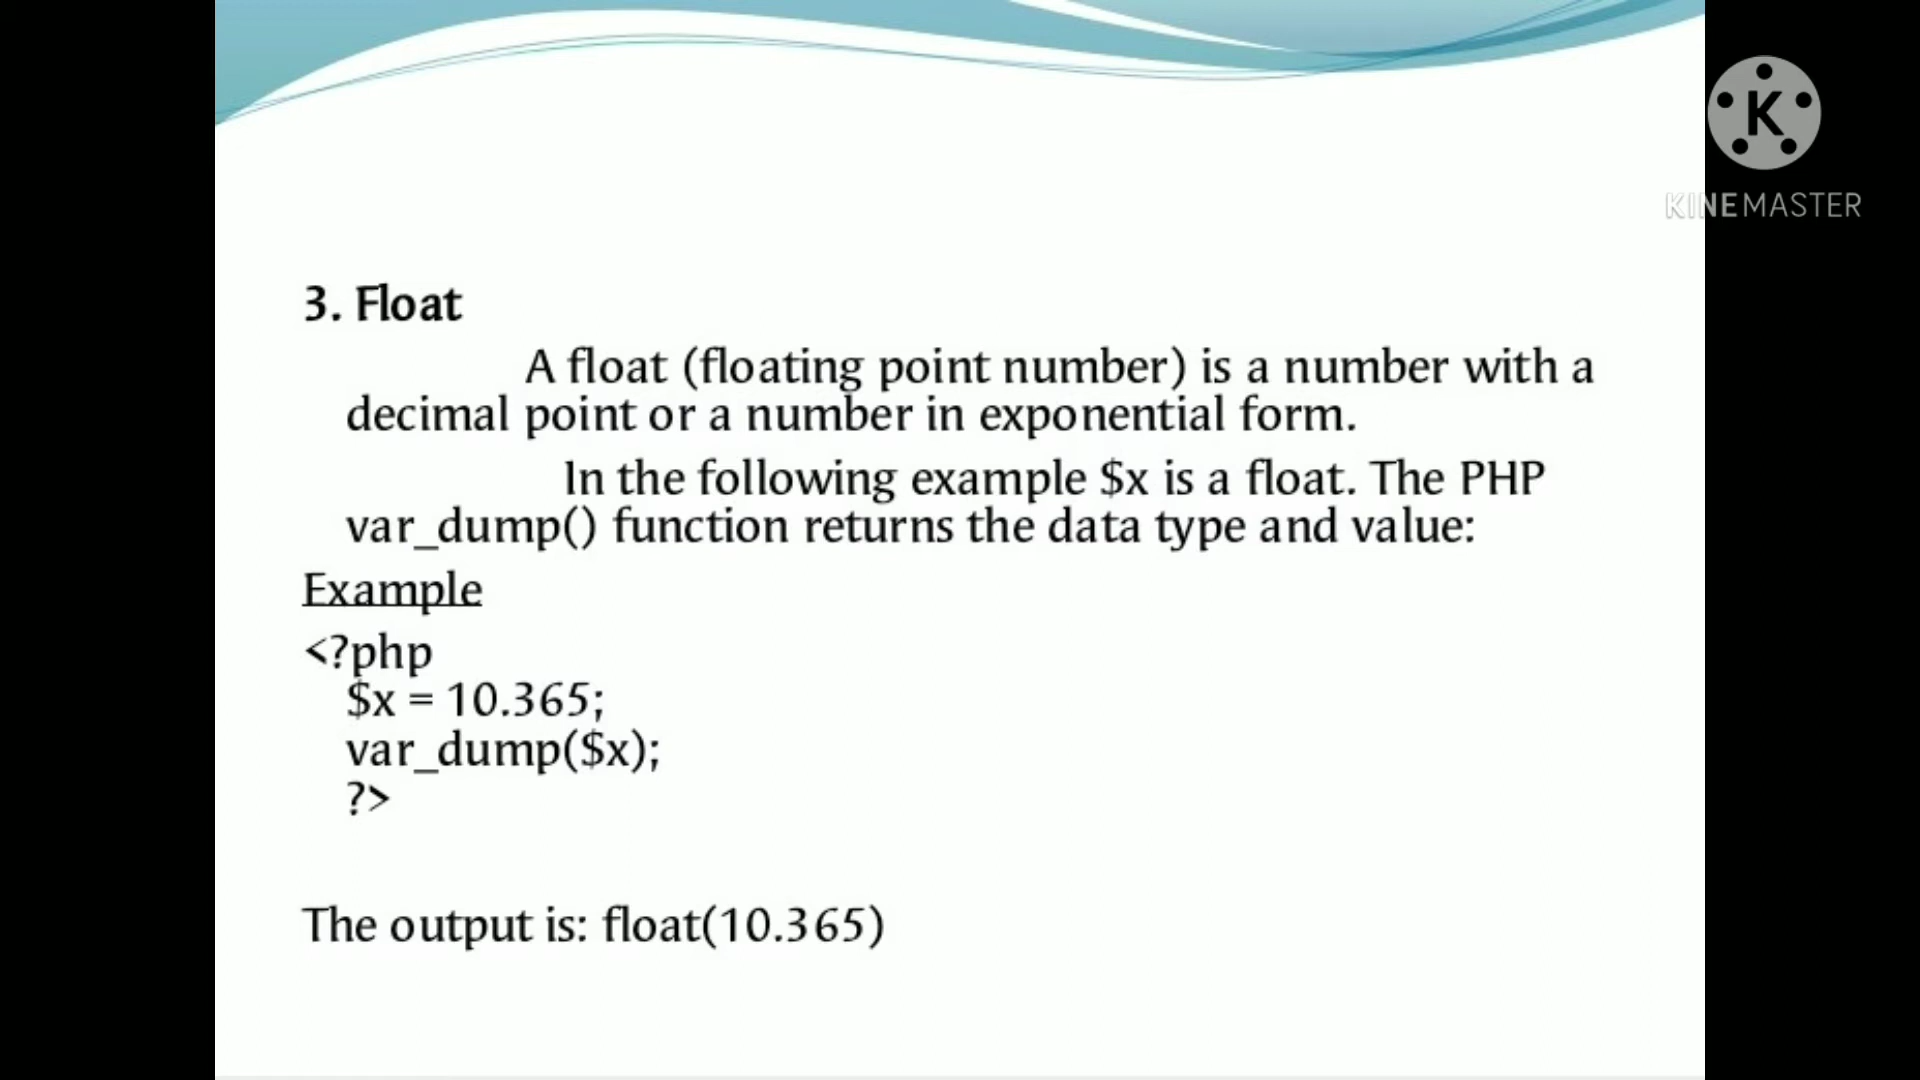 K
KINEMASTER
3. Float
A float (floating point number) is a number with a
decimal point or a number in exponential form.
In the following example $x is a float. The PHP
var_dump() function returns the data type and value:
Example
<?php
$x = 10.365;
var_dump($x);
?>
The output is: float(10.365)